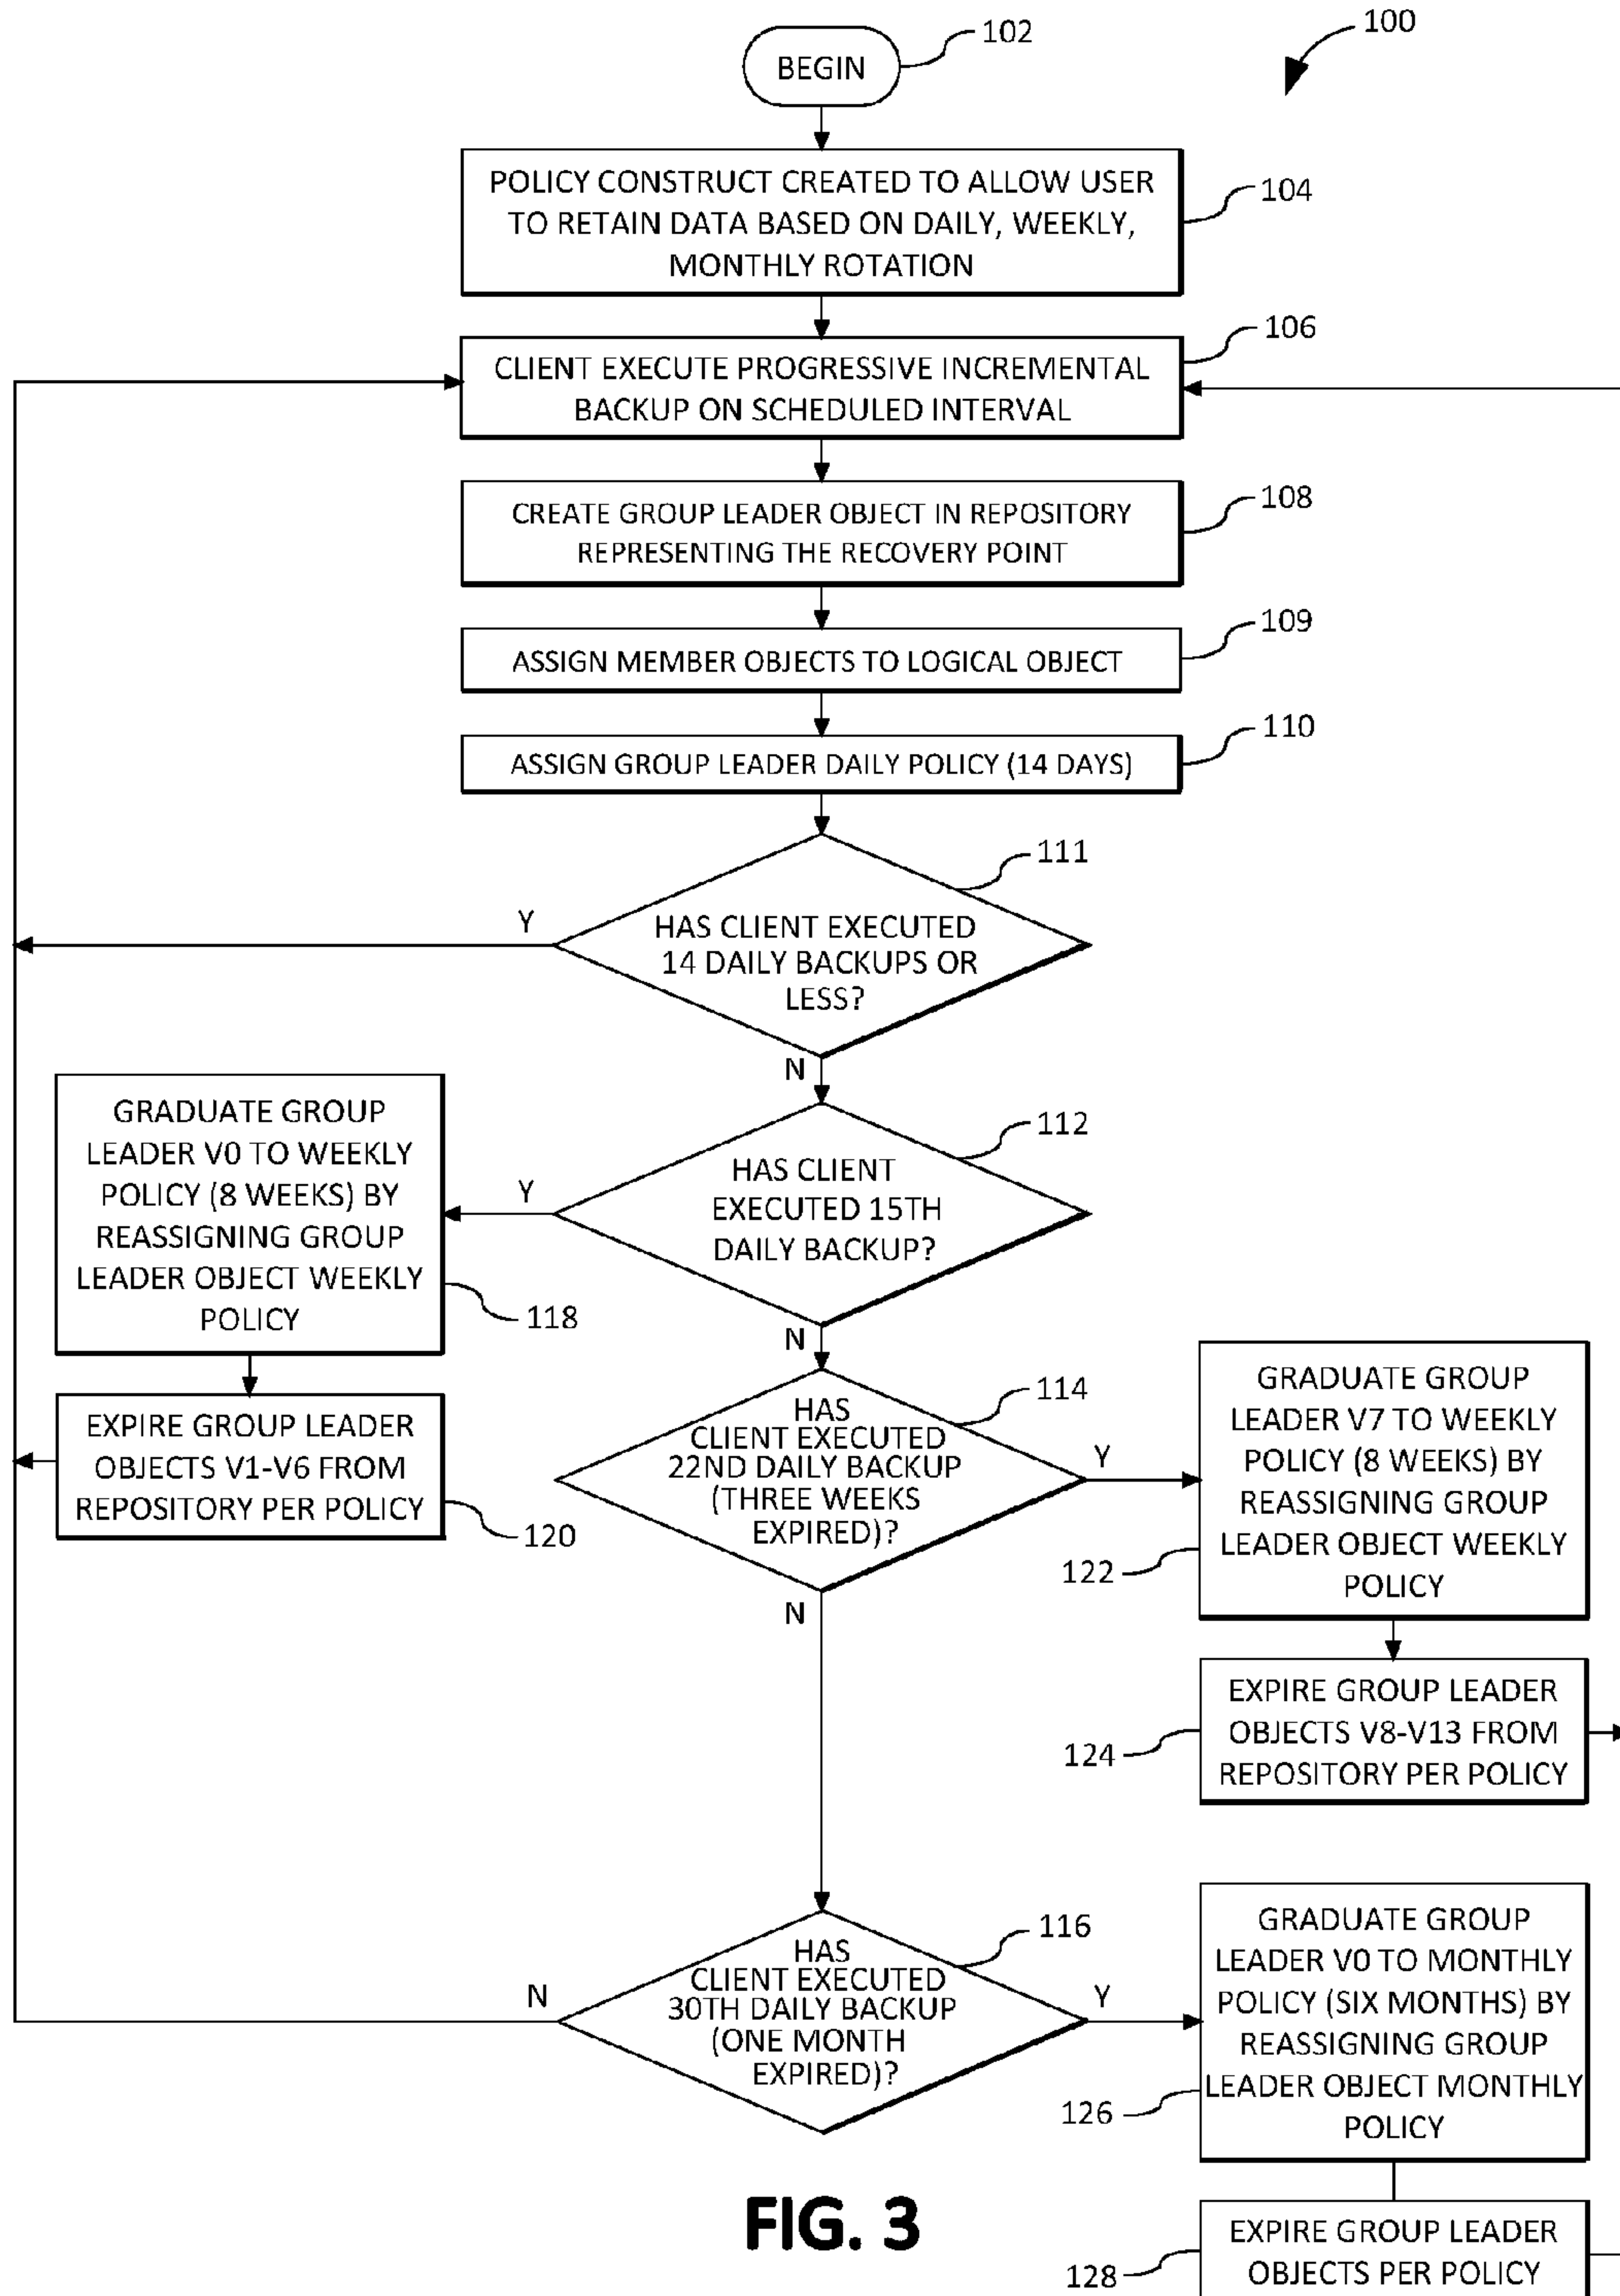 100
BEGIN
102
POLICY CONSTRUCT CREATED TO ALLOW USER
TO RETAIN DATA BASED ON DAILY, WEEKLY,
MONTHLY ROTATION
104
CLIENT EXECUTE PROGRESSIVE INCREMENTAL
BACKUP ON SCHEDULED INTERVAL
106
CREATE GROUP LEADER OBJECT IN REPOSITORY
REPRESENTING THE RECOVERY POINT
108
ASSIGN MEMBER OBJECTS TO LOGICAL OBJECT
109
ASSIGN GROUP LEADER DAILY POLICY (14 DAYS)
110
HAS CLIENT EXECUTED
14 DAILY BACKUPS OR
LESS?
111
Y
N
HAS CLIENT
EXECUTED 15TH
DAILY BACKUP?
112
Y
N
GRADUATE GROUP
LEADER V0 TO WEEKLY
POLICY (8 WEEKS) BY
REASSIGNING GROUP
LEADER OBJECT WEEKLY
POLICY
118
EXPIRE GROUP LEADER
OBJECTS V1-V6 FROM
REPOSITORY PER POLICY
120
HAS
CLIENT EXECUTED
22ND DAILY BACKUP
(THREE WEEKS
EXPIRED)?
114
Y
N
GRADUATE GROUP
LEADER V7 TO WEEKLY
POLICY (8 WEEKS) BY
REASSIGNING GROUP
LEADER OBJECT WEEKLY
POLICY
122
EXPIRE GROUP LEADER
OBJECTS V8-V13 FROM
REPOSITORY PER POLICY
124
HAS
CLIENT EXECUTED
30TH DAILY BACKUP
(ONE MONTH
EXPIRED)?
116
N
Y
GRADUATE GROUP
LEADER V0 TO MONTHLY
POLICY (SIX MONTHS) BY
REASSIGNING GROUP
LEADER OBJECT MONTHLY
POLICY
126
EXPIRE GROUP LEADER
OBJECTS PER POLICY
128
FIG. 3